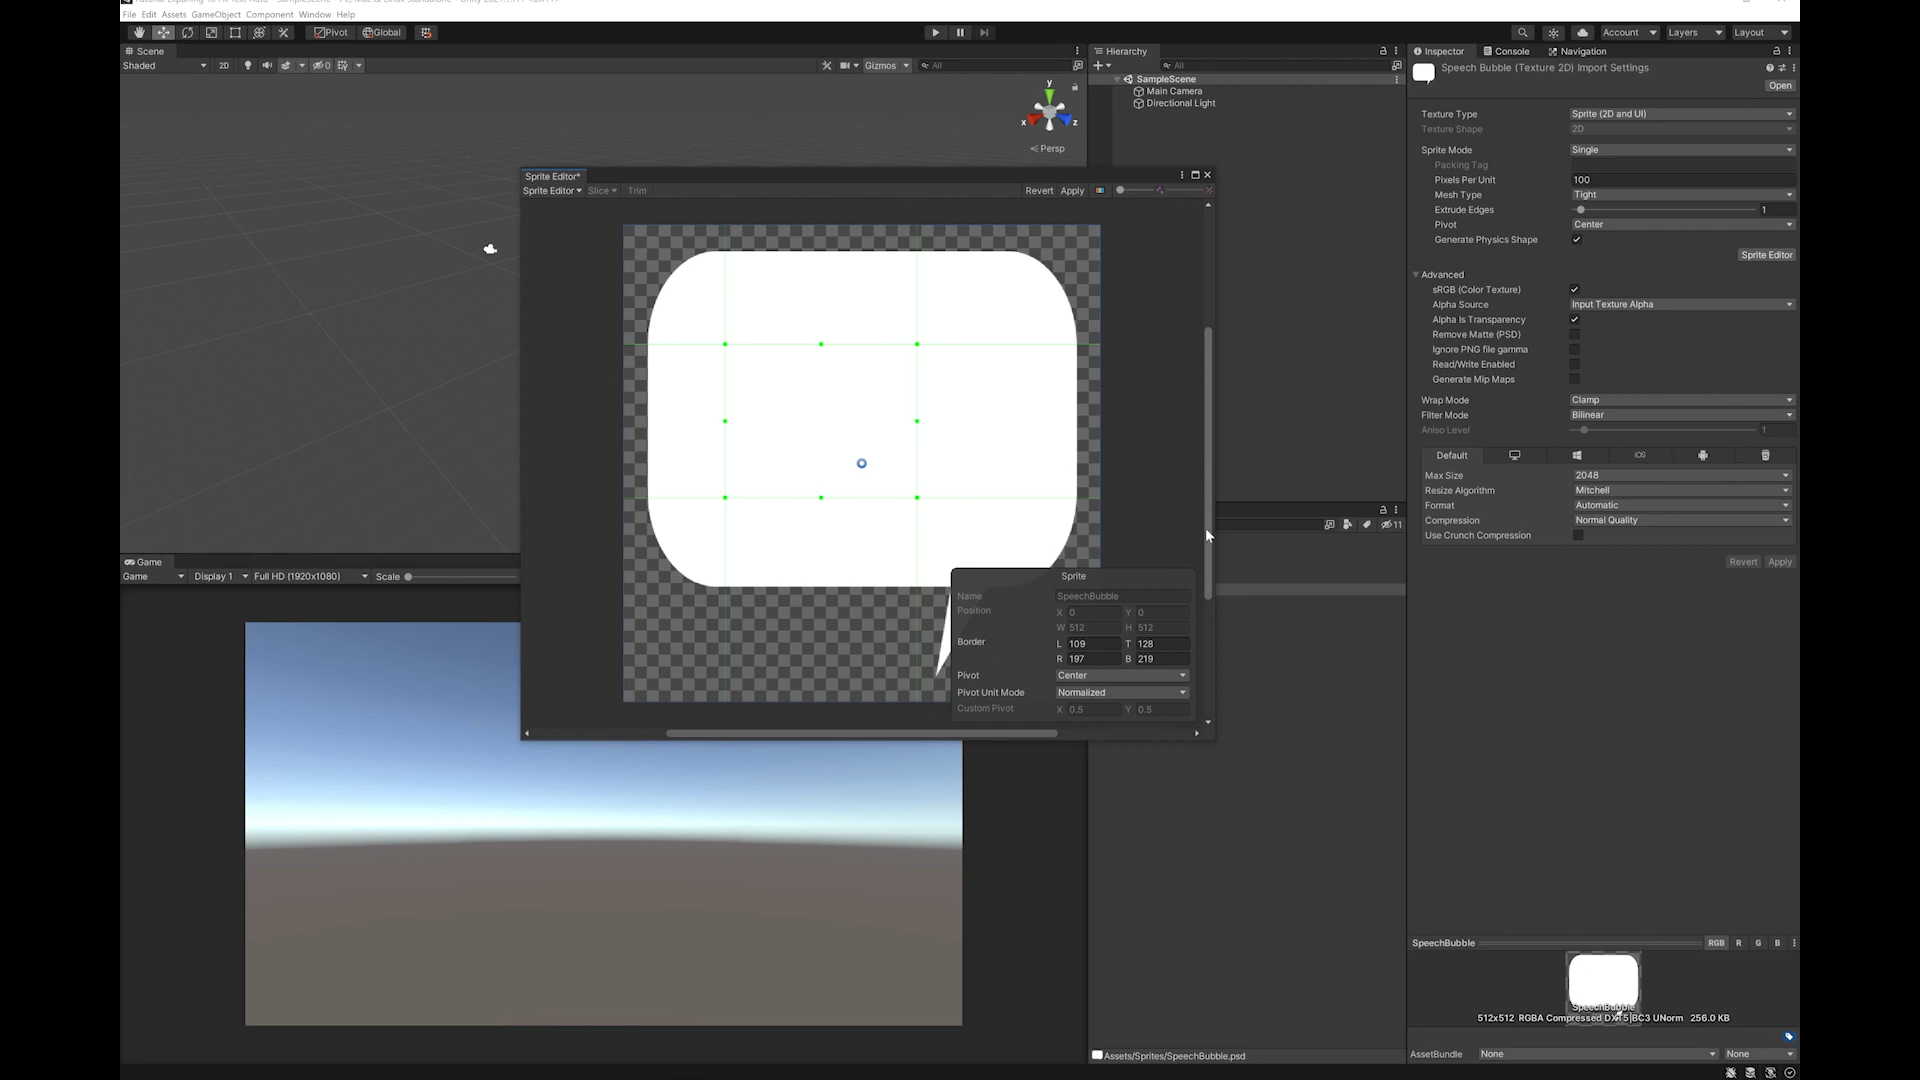 File Edit Assets GameObject Component Window Help
Pivot Global
Account Layers Layout
Scene
Shaded 2D 0 Gizmos All
y
x z
Persp
Hierarchy
All
SampleScene
Main Camera
Directional Light
Inspector Console Navigation
Speech Bubble (Texture 2D) Import Settings
Open
Texture Type Sprite (2D and UI)
Texture Shape 2D
Sprite Mode Single
Packing Tag
Pixels Per Unit 100
Mesh Type Tight
Extrude Edges 1
Pivot Center
Generate Physics Shape
Sprite Editor
Advanced
sRGB (Color Texture)
Alpha Source Input Texture Alpha
Alpha Is Transparency
Remove Matte (PSD)
Ignore PNG file gamma
Read/Write Enabled
Generate Mip Maps
Wrap Mode Clamp
Filter Mode Bilinear
Aniso Level 1
Default iOS
Max Size 2048
Resize Algorithm Mitchell
Format Automatic
Compression Normal Quality
Use Crunch Compression
Revert Apply
Sprite Editor*
Sprite Editor Slice Trim Revert Apply
Sprite
Name SpeechBubble
Position X 0 Y 0
W 512 H 512
Border L 109 T 128
R 197 B 219
Pivot Center
Pivot Unit Mode Normalized
Custom Pivot X 0.5 Y 0.5
11
Game
Game Display 1 Full HD (1920x1080) Scale
Assets/Sprites/SpeechBubble.psd
SpeechBubble RGB R G B
SpeechBubble
512x512 RGBA Compressed DXT5|BC3 UNorm 256.0 KB
AssetBundle None None